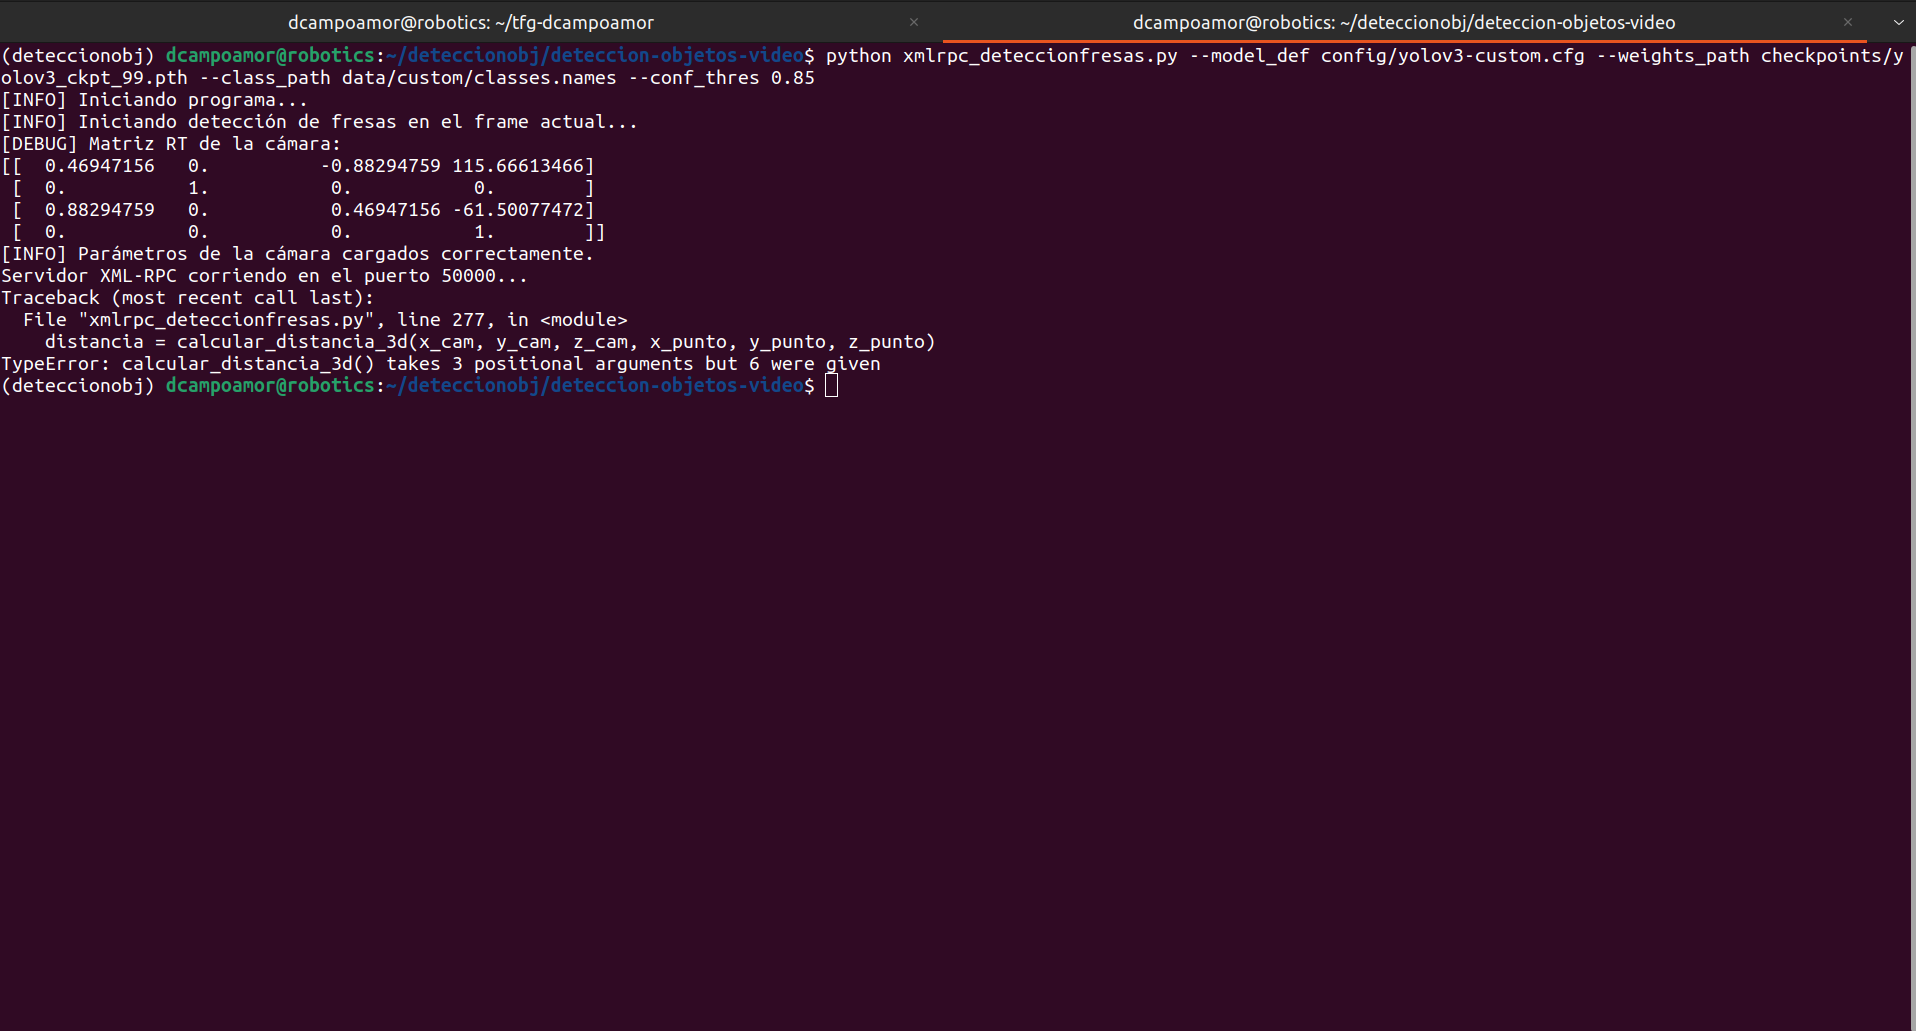 dcampoamor@robotics: ~/tfg-dcampoamor
dcampoamor@robotics: ~/deteccionobj/deteccion-objetos-video
(deteccionobj) dcampoamor@robotics:~/deteccionobj/deteccion-objetos-video$ python xmlrpc_deteccionfresas.py --model_def config/yolov3-custom.cfg --weights_path checkpoints/y
olov3_ckpt_99.pth --class_path data/custom/classes.names --conf_thres 0.85
[INFO] Iniciando programa...
[INFO] Iniciando detección de fresas en el frame actual...
[DEBUG] Matriz RT de la cámara:
[[  0.46947156   0.          -0.88294759 115.66613466]
 [  0.           1.           0.           0.        ]
 [  0.88294759   0.           0.46947156 -61.50077472]
 [  0.           0.           0.           1.        ]]
[INFO] Parámetros de la cámara cargados correctamente.
Servidor XML-RPC corriendo en el puerto 50000...
Traceback (most recent call last):
  File "xmlrpc_deteccionfresas.py", line 277, in <module>
    distancia = calcular_distancia_3d(x_cam, y_cam, z_cam, x_punto, y_punto, z_punto)
TypeError: calcular_distancia_3d() takes 3 positional arguments but 6 were given
(deteccionobj) dcampoamor@robotics:~/deteccionobj/deteccion-objetos-video$